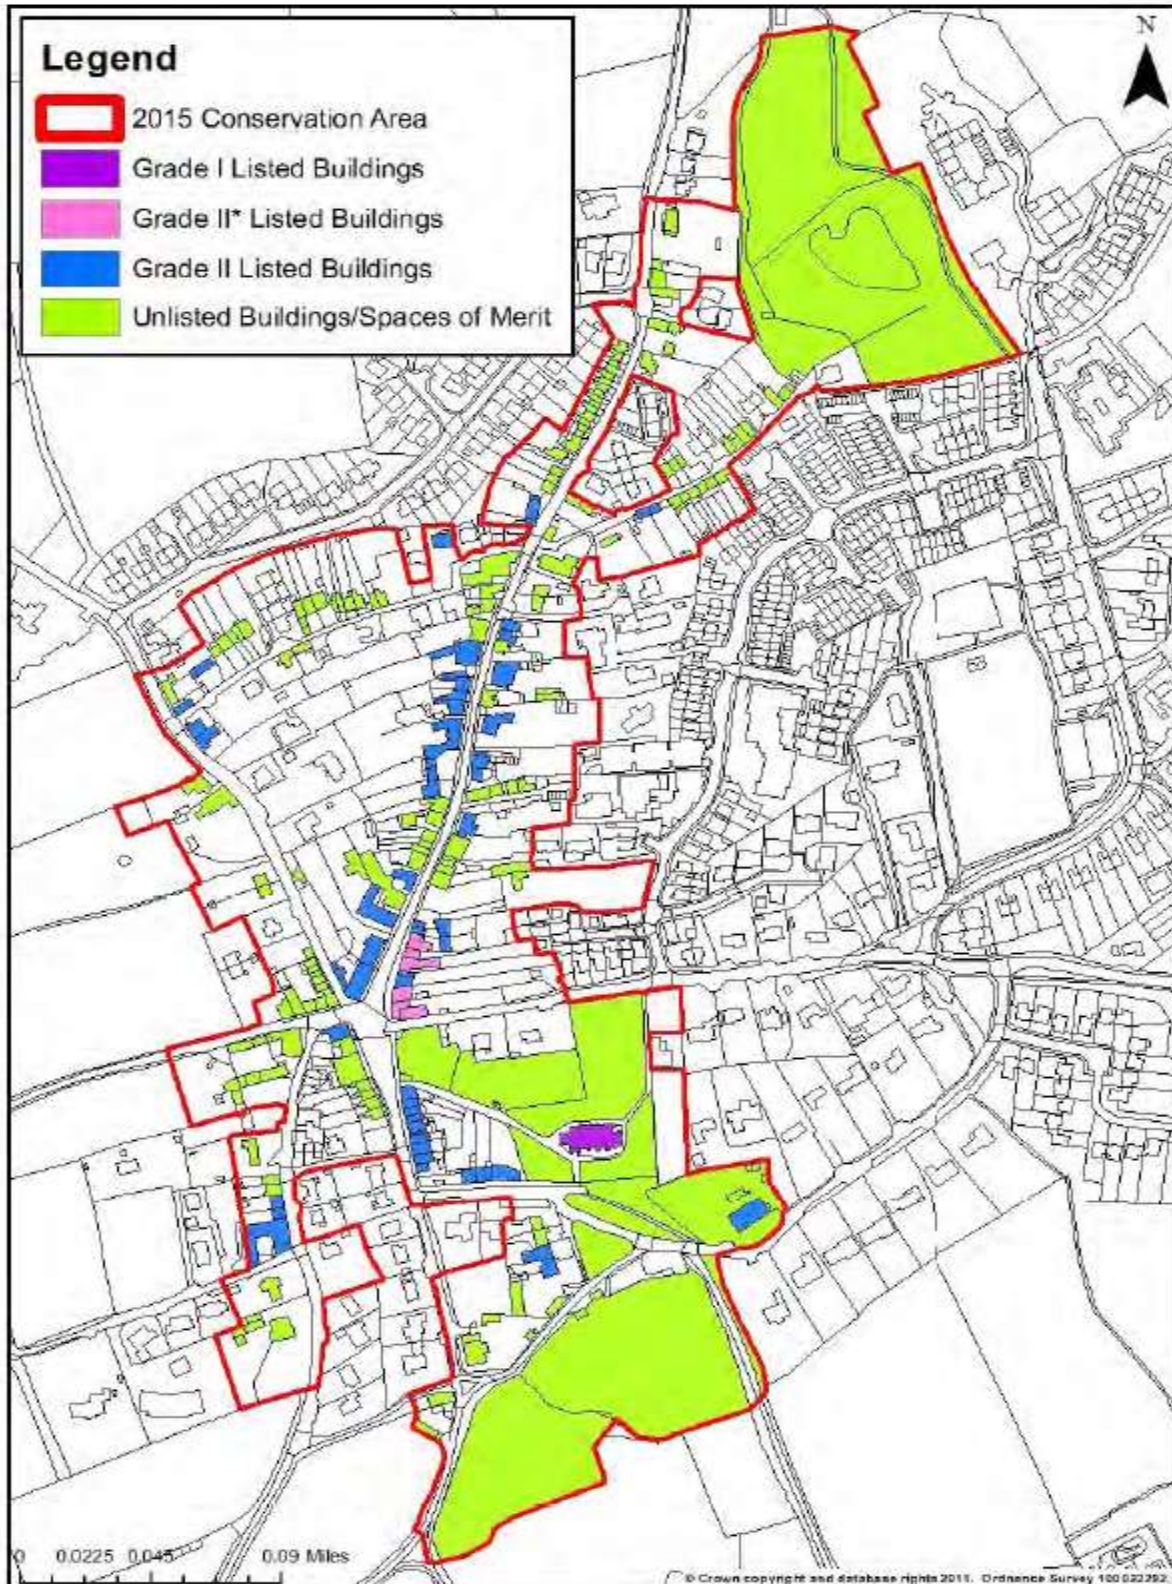 Legend
2015 Conservation Area
Grade I Listed Buildings
Grade II* Listed Buildings
Grade II Listed Buildings
Unlisted Buildings/Spaces of Merit
N
0 0.0225 0.045 0.09 Miles
© Crown copyright and database rights 2011. Ordnance Survey